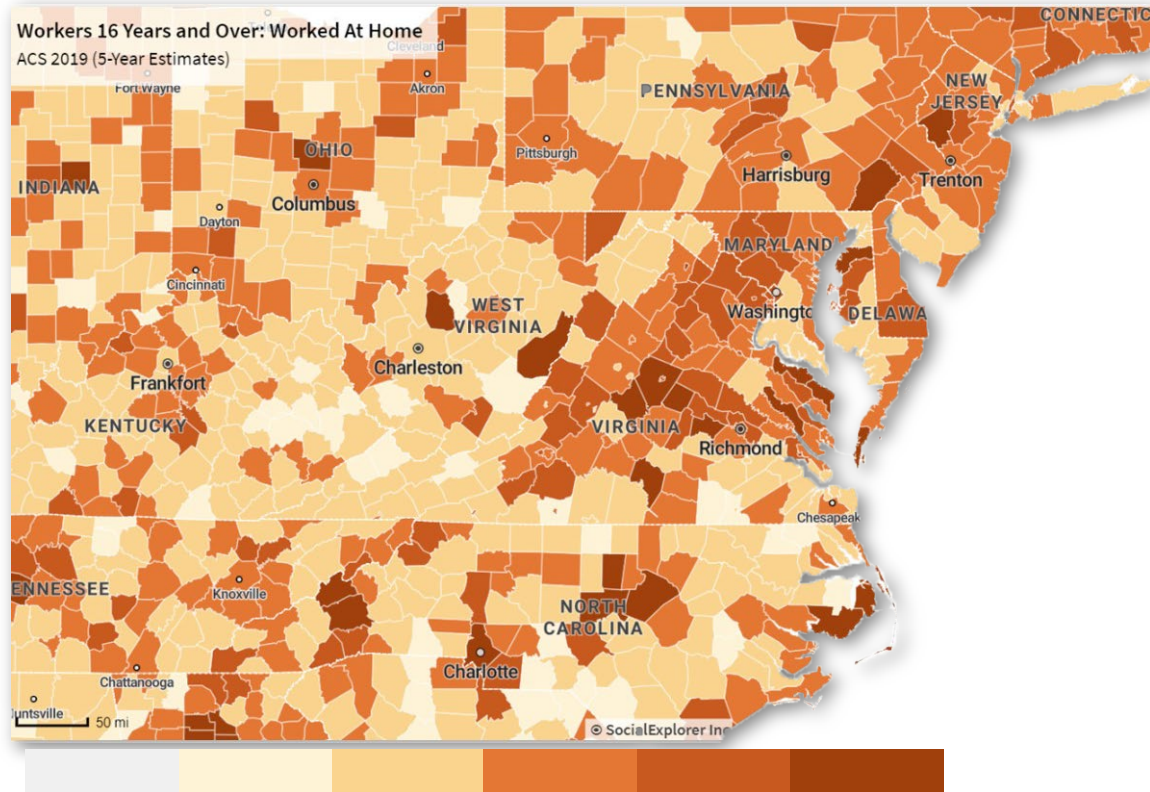 Workers 16 Years and Over: Worked At Home
ACS 2019 (5-Year Estimates)
CONNECTIC
Cleveland
Fort Wayne
Akron
PENNSYLVANIA
NEW
JERSEY
OHIO
Pittsburgh
Harrisburg
Trenton
INDIANA
Columbus
Dayton
MARYLAND
Cincinnati
WEST
VIRGINIA
Washingtc
DELAWA
Frankfort
Charleston
KENTUCKY
VIRGINIA
Richmond
Chesapeak
ENNESSEE
Knoxville
NORTH
CAROLINA
Charlotte
Chattanooga
untsville
50 mi
© SocialExplorer Inc